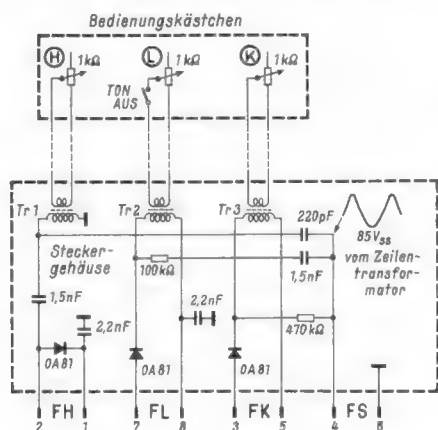 Bedienungskästchen
H 1kΩ L 1kΩ K 1kΩ
TON
AUS
Tr1 Tr2 Tr3
220pF
85Vss
vom Zeilen-
transfor-
mator
Stecker-
gehäuse
100kΩ
1,5nF
1,5nF
2,2nF
2,2nF
470kΩ
OA81 OA81 OA81
2 FH 1 7 FL 8 3 FK 5 4 FS 6